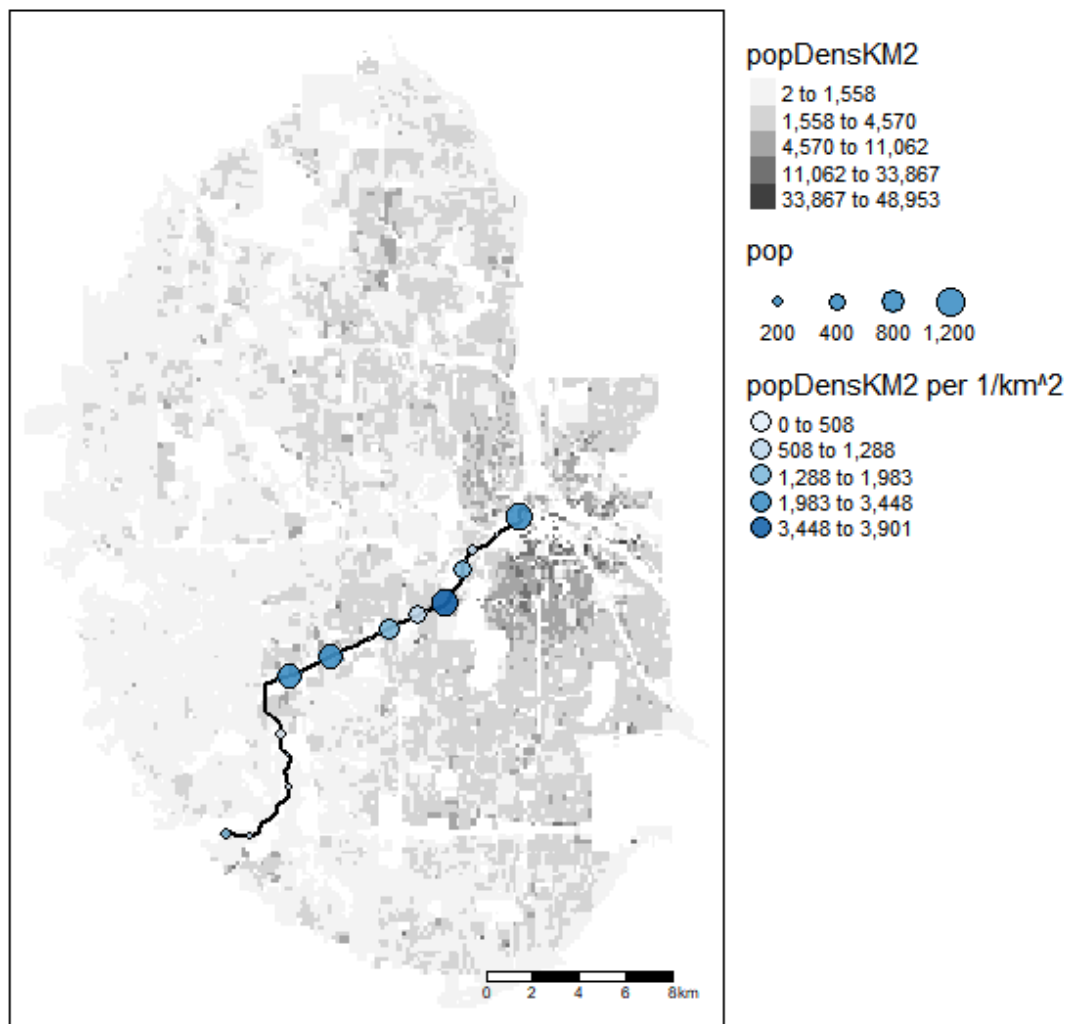 popDensKM2
2 to 1,558
1,558 to 4,570
4,570 to 11,062
11,062 to 33,867
33,867 to 48,953
pop
200 400 800 1,200
popDensKM2 per 1/km^2
0 to 508
508 to 1,288
1,288 to 1,983
1,983 to 3,448
3,448 to 3,901
0 2 4 6 8km